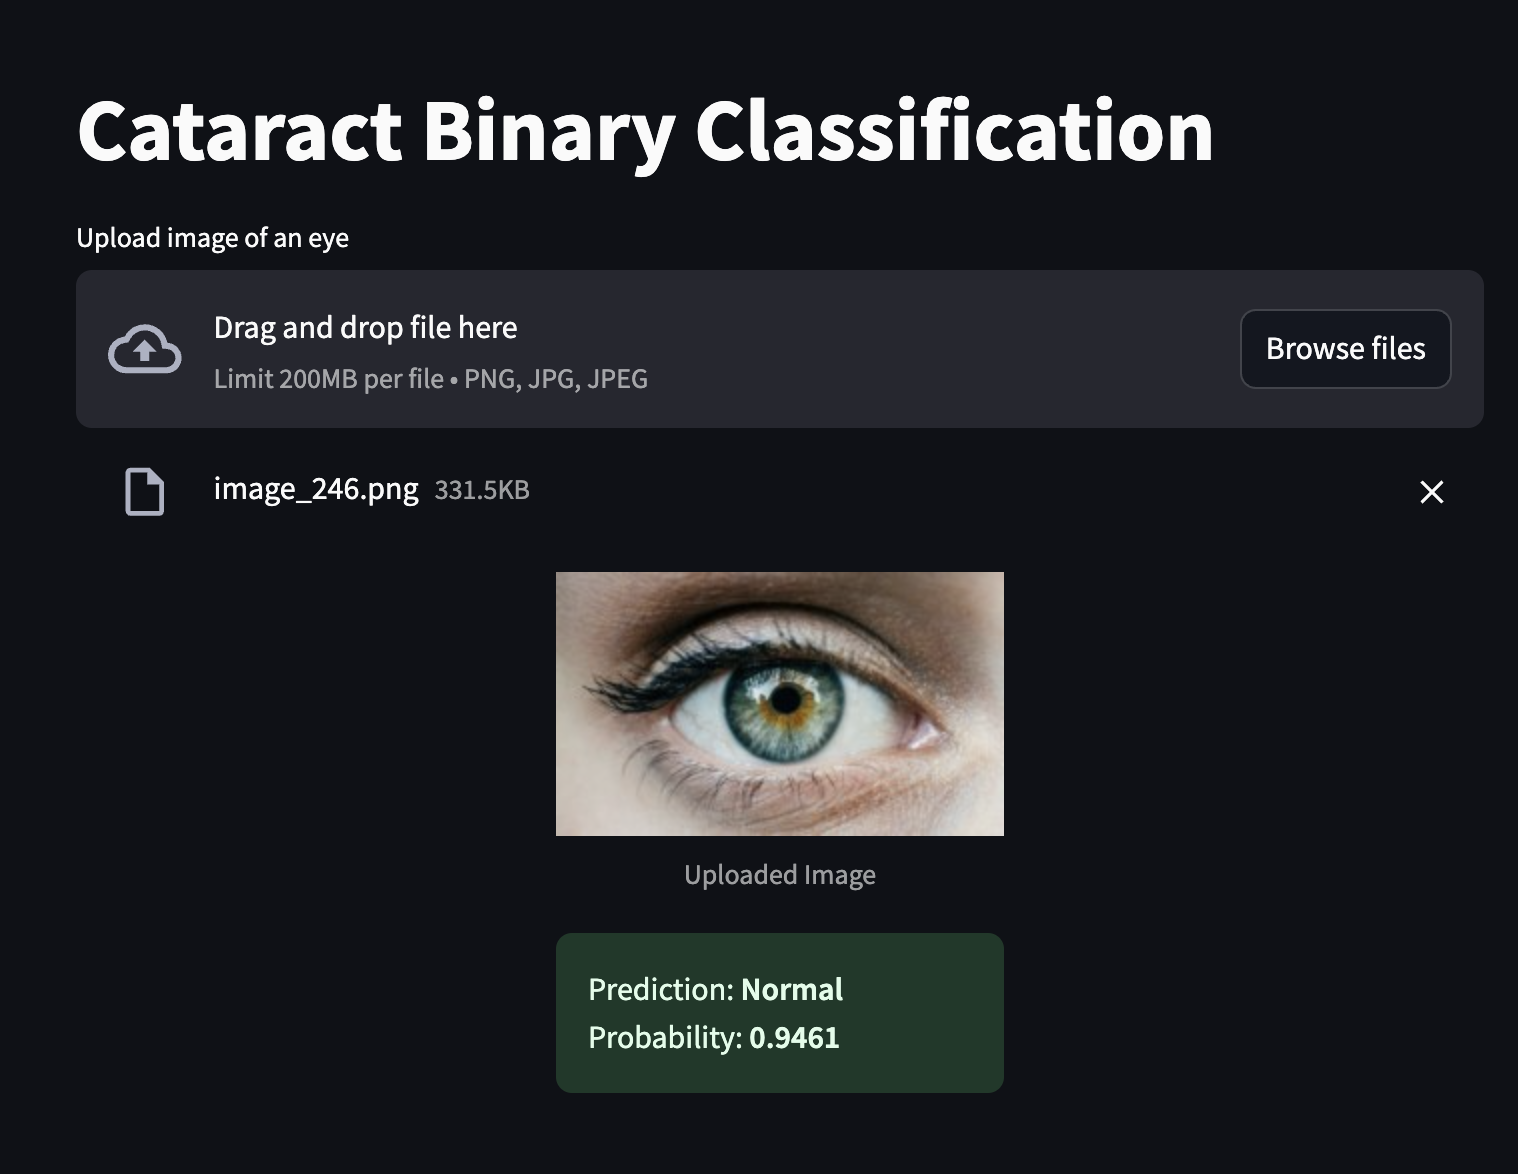 Cataract Binary Classification
Upload image of an eye
Drag and drop file here
Limit 200MB per file • PNG, JPG, JPEG
Browse files
image_246.png 331.5KB
Uploaded Image
Prediction: Normal
Probability: 0.9461